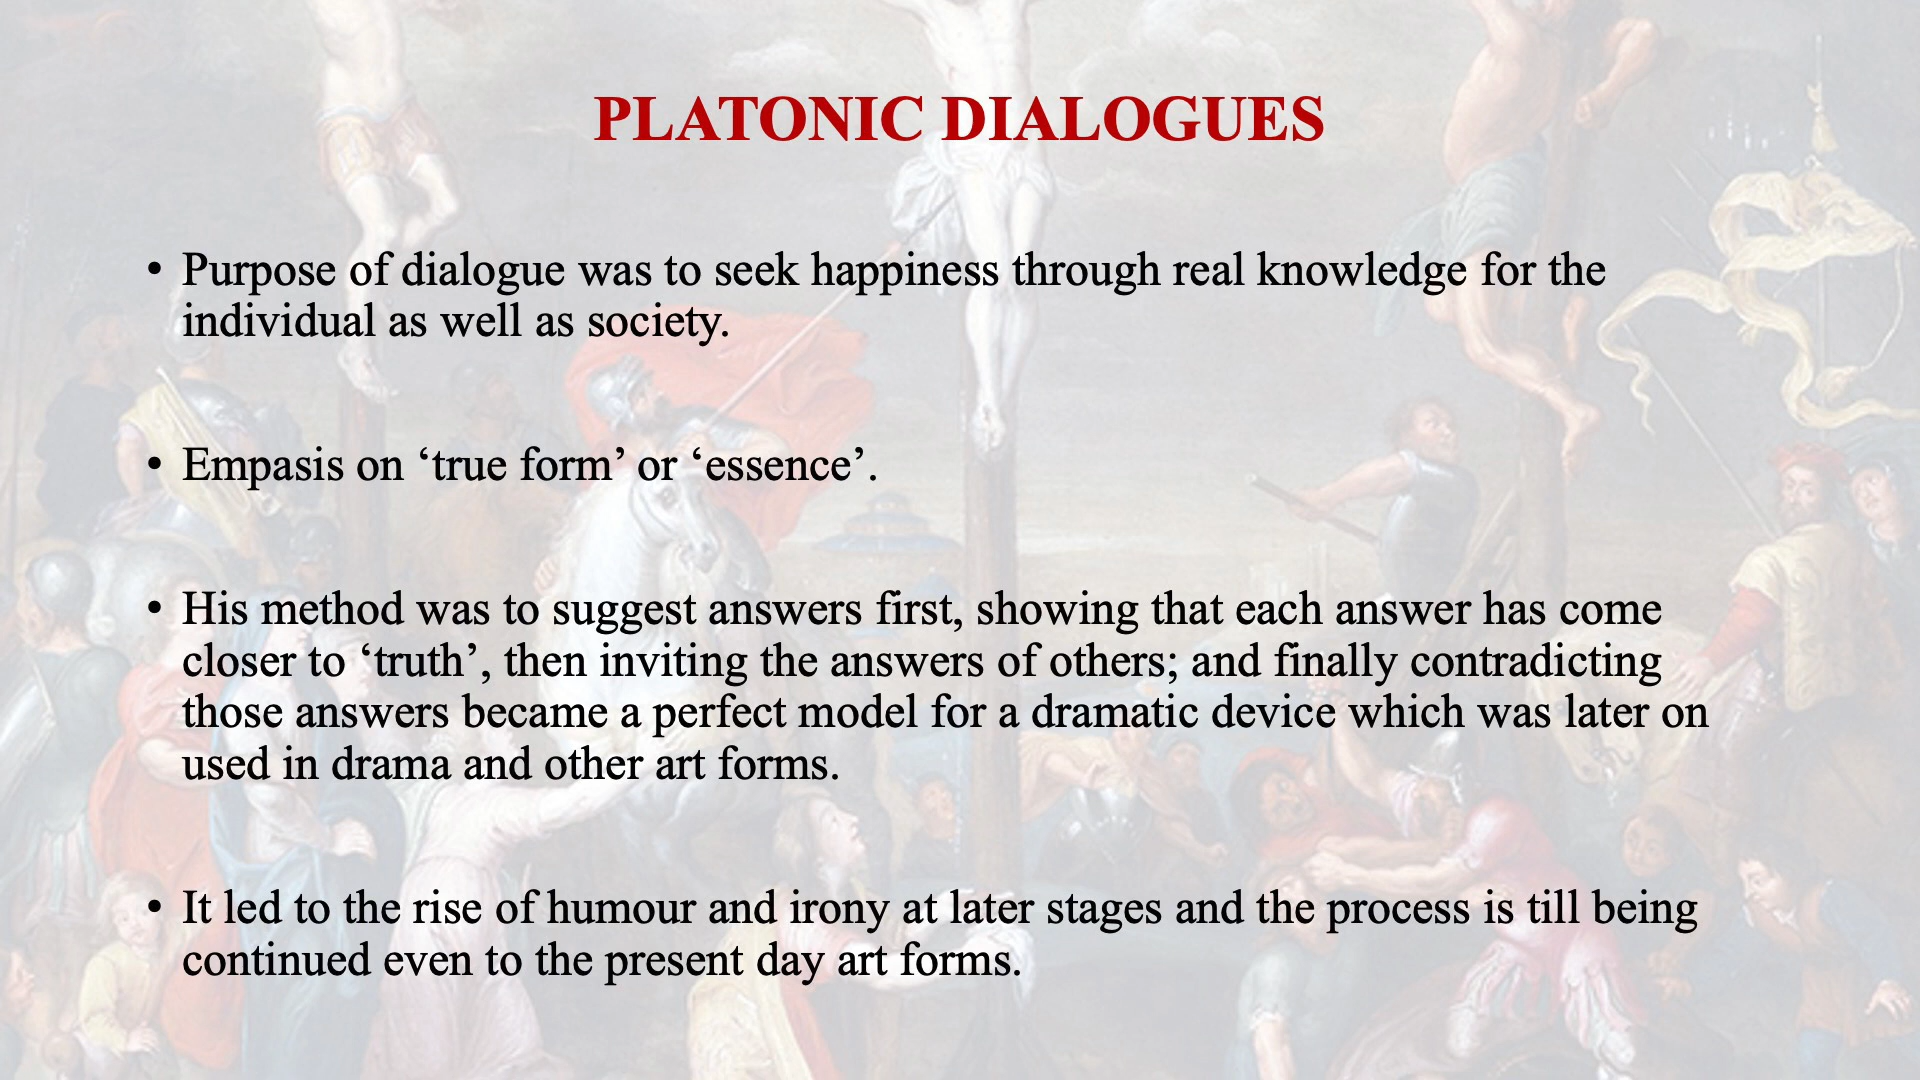 PLATONIC DIALOGUES
• Purpose of dialogue was to seek happiness through real knowledge for the
individual as well as society.
• Empasis on ‘true form’ or ‘essence’.
• His method was to suggest answers first, showing that each answer has come
closer to ‘truth’, then inviting the answers of others; and finally contradicting
those answers became a perfect model for a dramatic device which was later on
used in drama and other art forms.
• It led to the rise of humour and irony at later stages and the process is till being
continued even to the present day art forms.